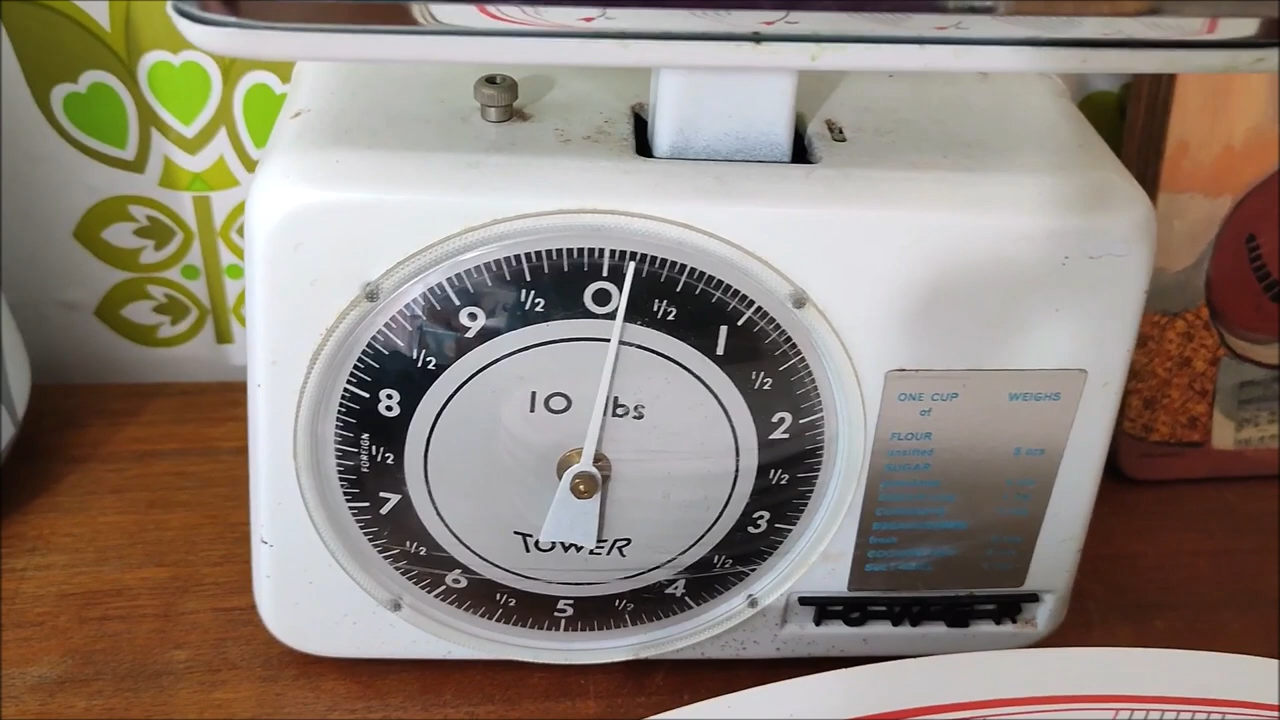 0
1/2
1
1/2
2
1/2
3
1/2
4
1/2
5
1/2
6
1/2
7
1/2
8
1/2
9
1/2
FOREIGN
10 lbs
TOWER
ONE CUP WEIGHS
of
FLOUR
unsifted 5 ozs
SUGAR
fresh
TOWER